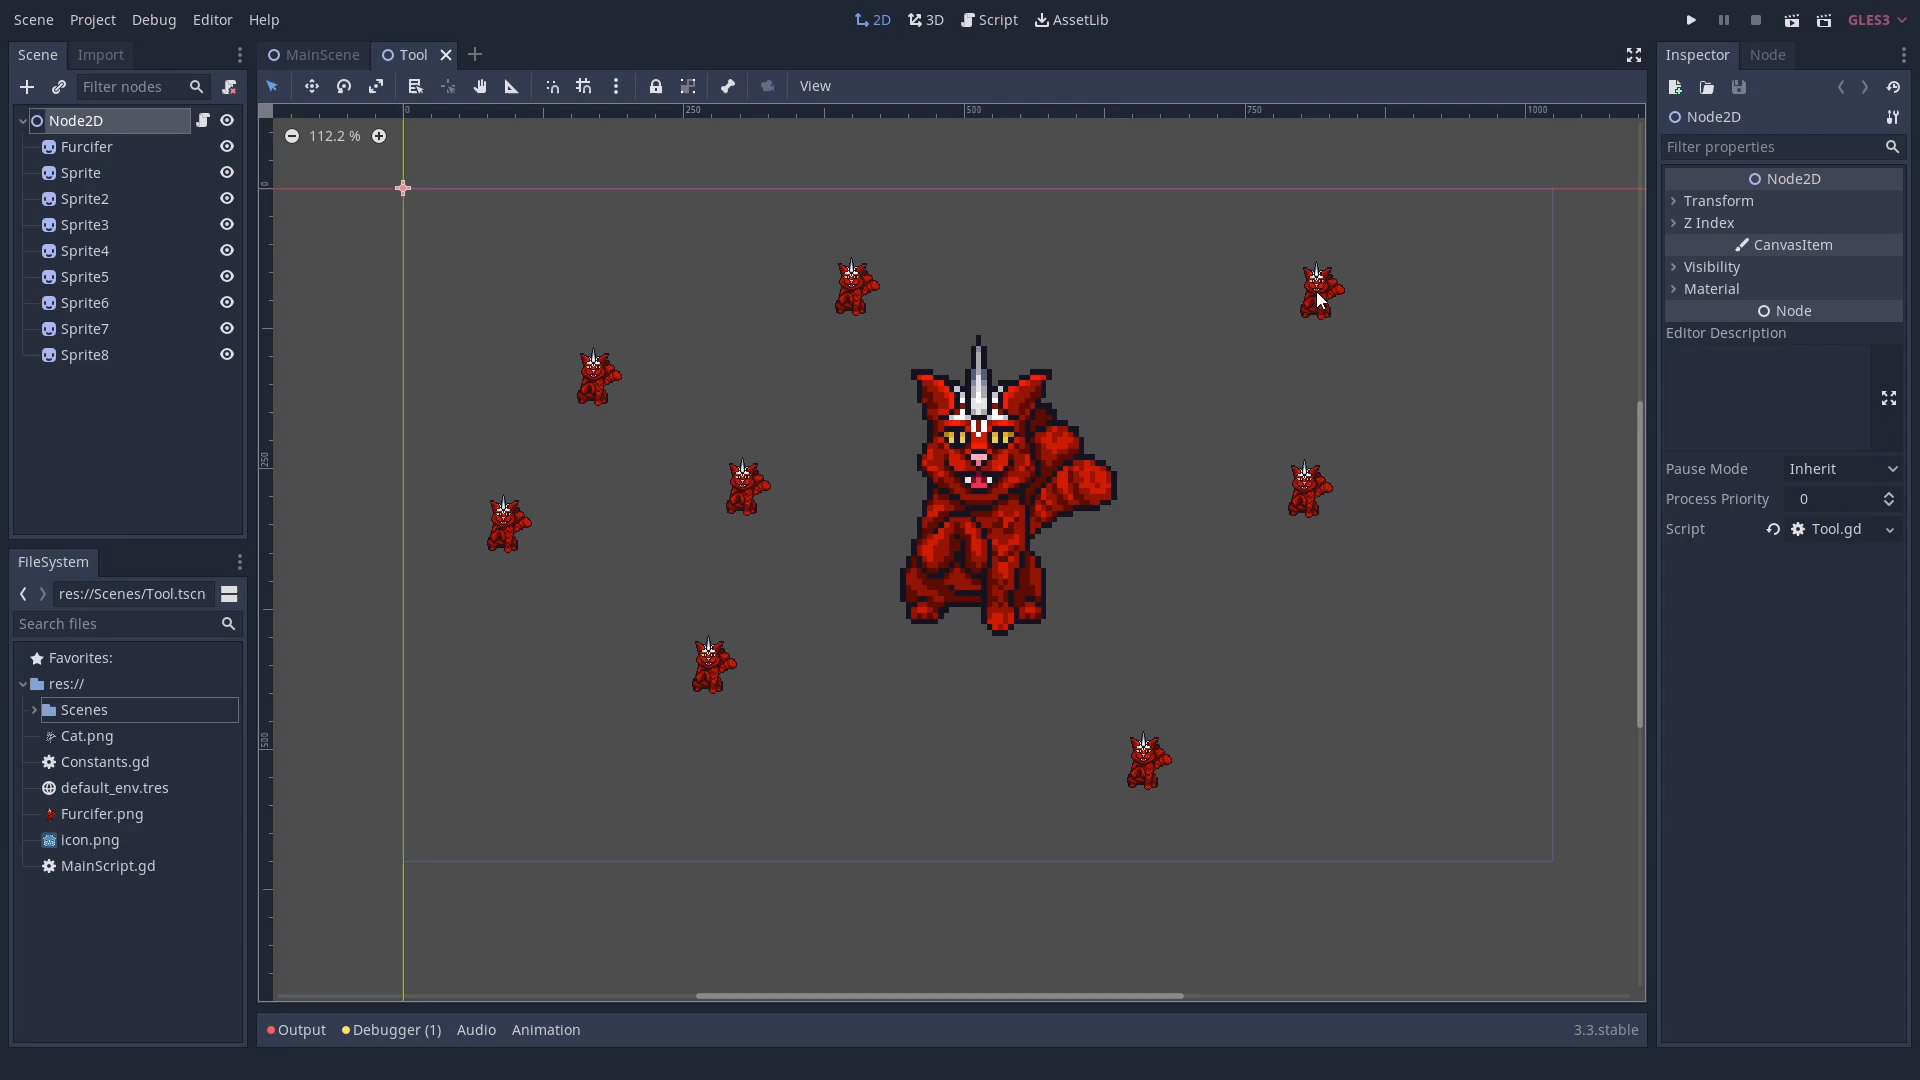 Scene Project Debug Editor Help
2D 3D Script AssetLib
GLES3
Scene Import
MainScene Tool
Inspector Node
Filter nodes
View
Node2D
Filter properties
Node2D
Furcifer
Sprite
Sprite2
Sprite3
Sprite4
Sprite5
Sprite6
Sprite7
Sprite8
0 250 500 750 1000
112.2 %
0
250
500
Node2D
Transform
Z Index
CanvasItem
Visibility
Material
Node
Editor Description
Pause Mode Inherit
Process Priority 0
Script Tool.gd
FileSystem
res://Scenes/Tool.tscn
Search files
Favorites:
res://
Scenes
Cat.png
Constants.gd
default_env.tres
Furcifer.png
icon.png
MainScript.gd
Output Debugger (1) Audio Animation
3.3.stable